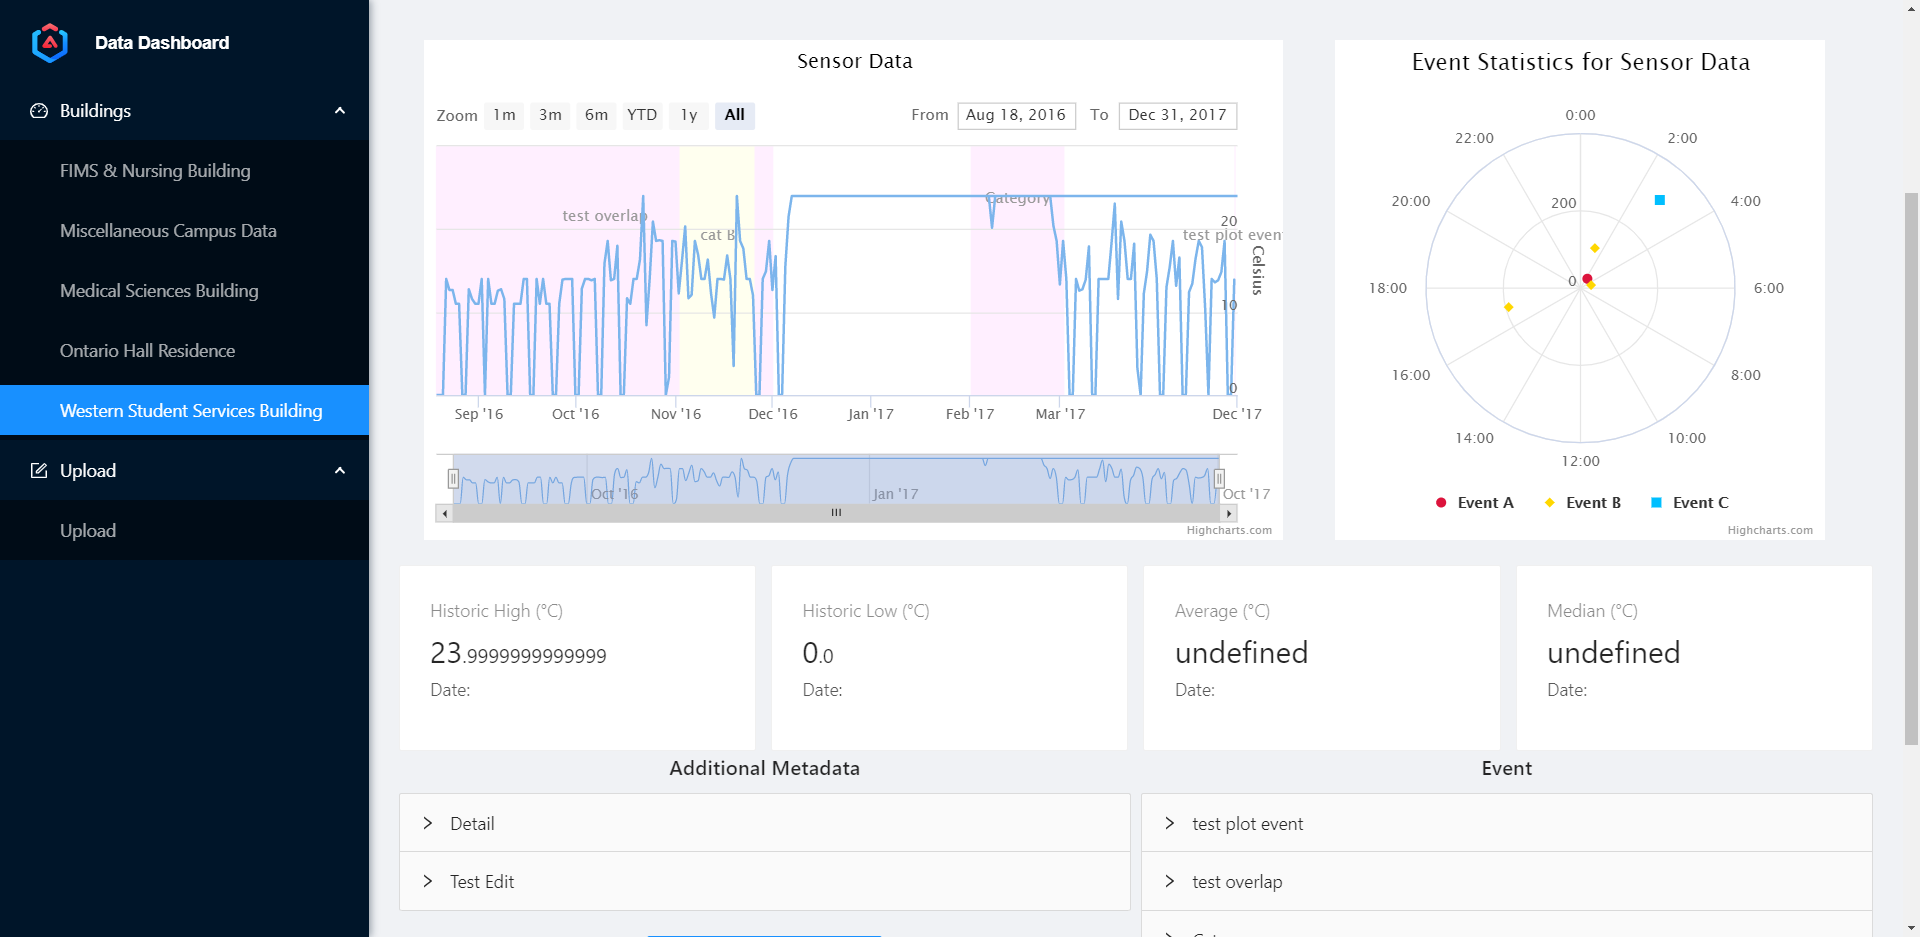 Data Dashboard
Buildings
FIMS & Nursing Building
Miscellaneous Campus Data
Medical Sciences Building
Ontario Hall Residence
Western Student Services Building
Upload
Upload
Sensor Data
Zoom 1m 3m 6m YTD 1y All From Aug 18, 2016 To Dec 31, 2017
test overlap
cat B
Category
test plot even
20
10
0
Celsius
Sep '16 Oct '16 Nov '16 Dec '16 Jan '17 Feb '17 Mar '17 Dec '17
Oct '16 Jan '17 Oct '17
Highcharts.com
Event Statistics for Sensor Data
0:00
2:00
4:00
6:00
8:00
10:00
12:00
14:00
16:00
18:00
20:00
22:00
200
0
Event A Event B Event C
Highcharts.com
Historic High (°C)
23.9999999999999
Date:
Historic Low (°C)
0.0
Date:
Average (°C)
undefined
Date:
Median (°C)
undefined
Date:
Additional Metadata
Detail
Test Edit
Event
test plot event
test overlap